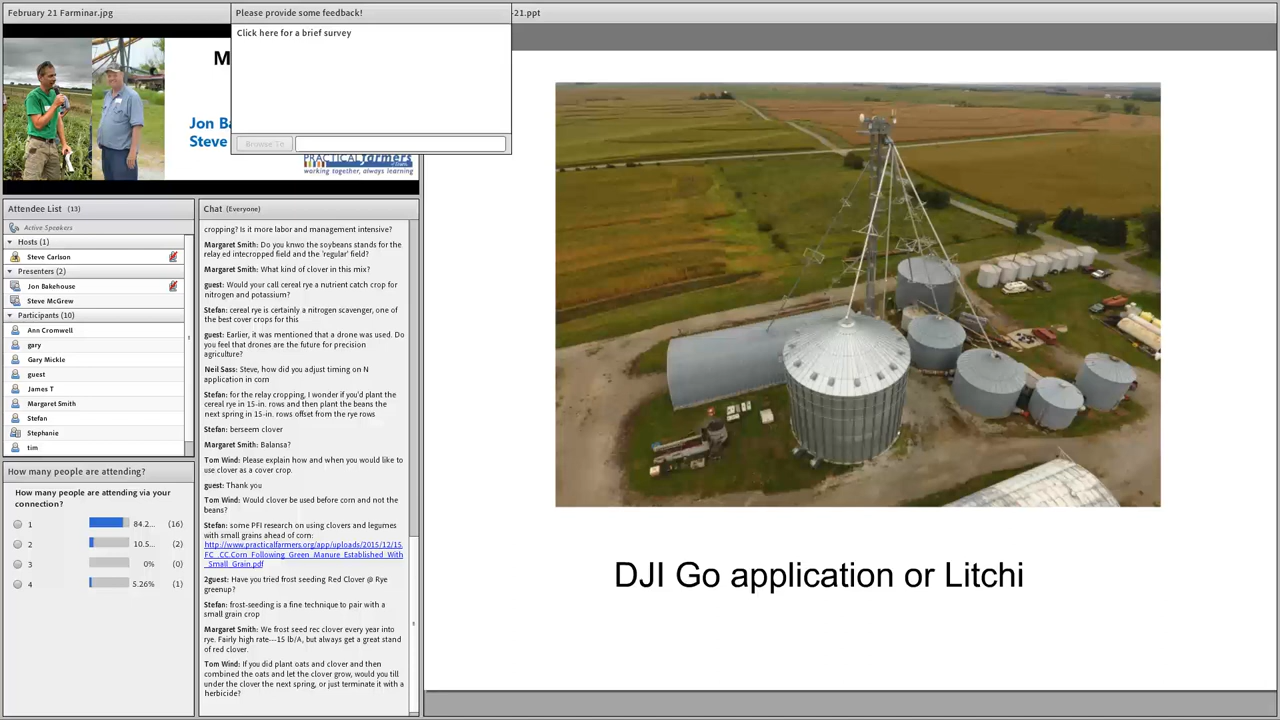 February 21 Farminar.jpg
M
Jon Ba
Steve
PRACTICAL farmers
working together, always learning
Please provide some feedback!
Click here for a brief survey
Browse To
-21.ppt
Attendee List (13)
Active Speakers
Hosts (1)
Steve Carlson
Presenters (2)
Jon Bakehouse
Steve McGrew
Participants (10)
Ann Cromwell
gary
Gary Mickle
guest
James T
Margaret Smith
Stefan
Stephanie
tim
How many people are attending?
How many people are attending via your
connection?
1 84.2... (16)
2 10.5... (2)
3 0% (0)
4 5.26% (1)
Chat (Everyone)
cropping? Is it more labor and management intensive?
Margaret Smith: Do you knwo the soybeans stands for the
relay ed intecropped field and the 'regular' field?
Margaret Smith: What kind of clover in this mix?
guest: Would your call cereal rye a nutrient catch crop for
nitrogen and potassium?
Stefan: cereal rye is certainly a nitrogen scavenger, one of
the best cover crops for this
guest: Earlier, it was mentioned that a drone was used. Do
you feel that drones are the future for precision
agriculture?
Neil Sass: Steve, how did you adjust timing on N
application in corn
Stefan: for the relay cropping, I wonder if you'd plant the
cereal rye in 15-in. rows and then plant the beans the
next spring in 15-in. rows offset from the rye rows
Stefan: berseem clover
Margaret Smith: Balansa?
Tom Wind: Please explain how and when you would like to
use clover as a cover crop.
guest: Thank you
Tom Wind: Would clover be used before corn and not the
beans?
Stefan: some PFI research on using clovers and legumes
with small grains ahead of corn:
http://www.practicalfarmers.org/app/uploads/2015/12/15.
FC_.CC.Corn_Following_Green_Manure_Established_With
_Small_Grain.pdf
2guest: Have you tried frost seeding Red Clover @ Rye
greenup?
Stefan: frost-seeding is a fine technique to pair with a
small grain crop
Margaret Smith: We frost seed rec clover every year into
rye. Fairly high rate---15 lb/A, but always get a great stand
of red clover.
Tom Wind: If you did plant oats and clover and then
combined the oats and let the clover grow, would you till
under the clover the next spring, or just terminate it with a
herbicide?
DJI Go application or Litchi